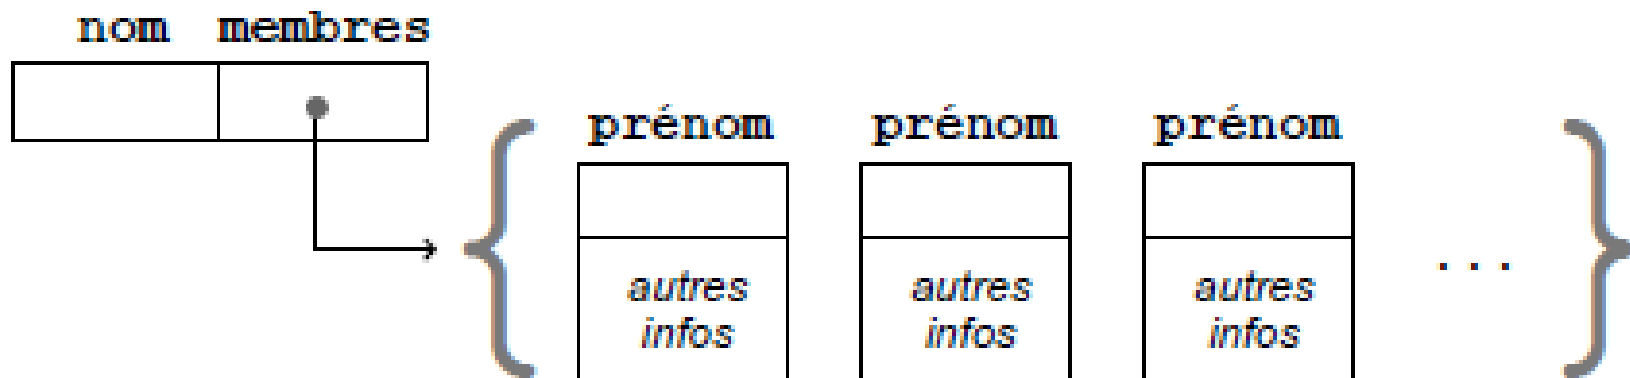 nom membres
prénom prénom prénom
. . .
autres infos
autres infos
autres infos